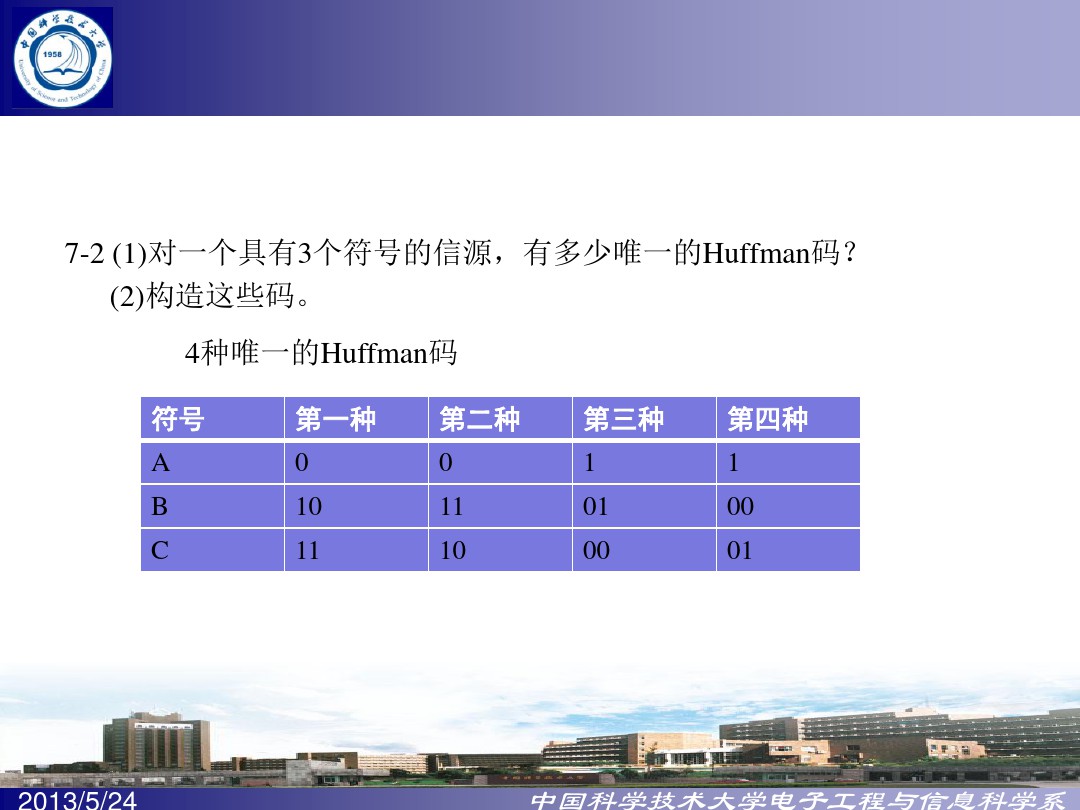 中国科学技术大学
1958
University of Science and Technology of China
7-2 (1)对一个具有3个符号的信源，有多少唯一的Huffman码？
(2)构造这些码。
4种唯一的Huffman码
符号 第一种 第二种 第三种 第四种
A 0 0 1 1
B 10 11 01 00
C 11 10 00 01
2013/5/24 中国科学技术大学电子工程与信息科学系